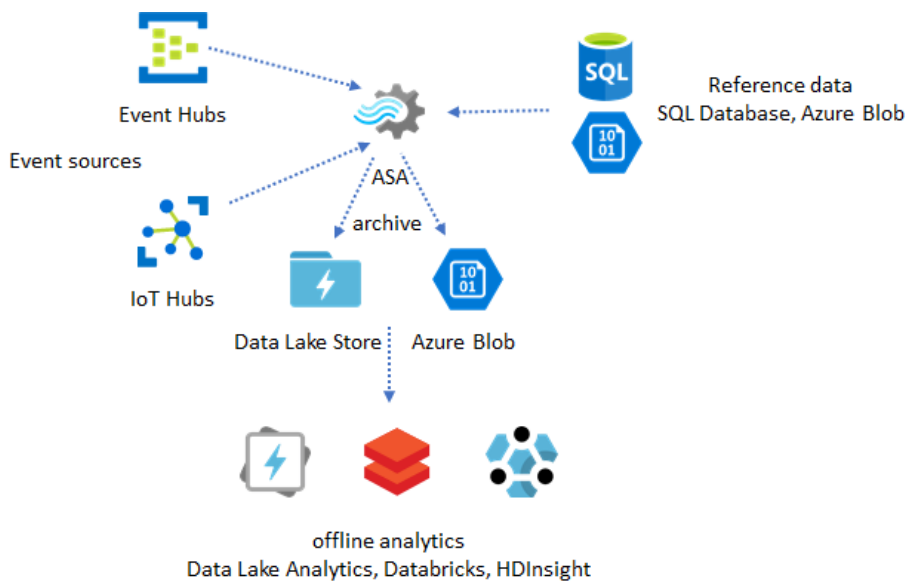 SQL
Event Hubs
Reference data
SQL Database, Azure Blob
10
01
Event sources
ASA
archive
IoT Hubs
10
01
Data Lake Store
Azure Blob
offline analytics
Data Lake Analytics, Databricks, HDInsight